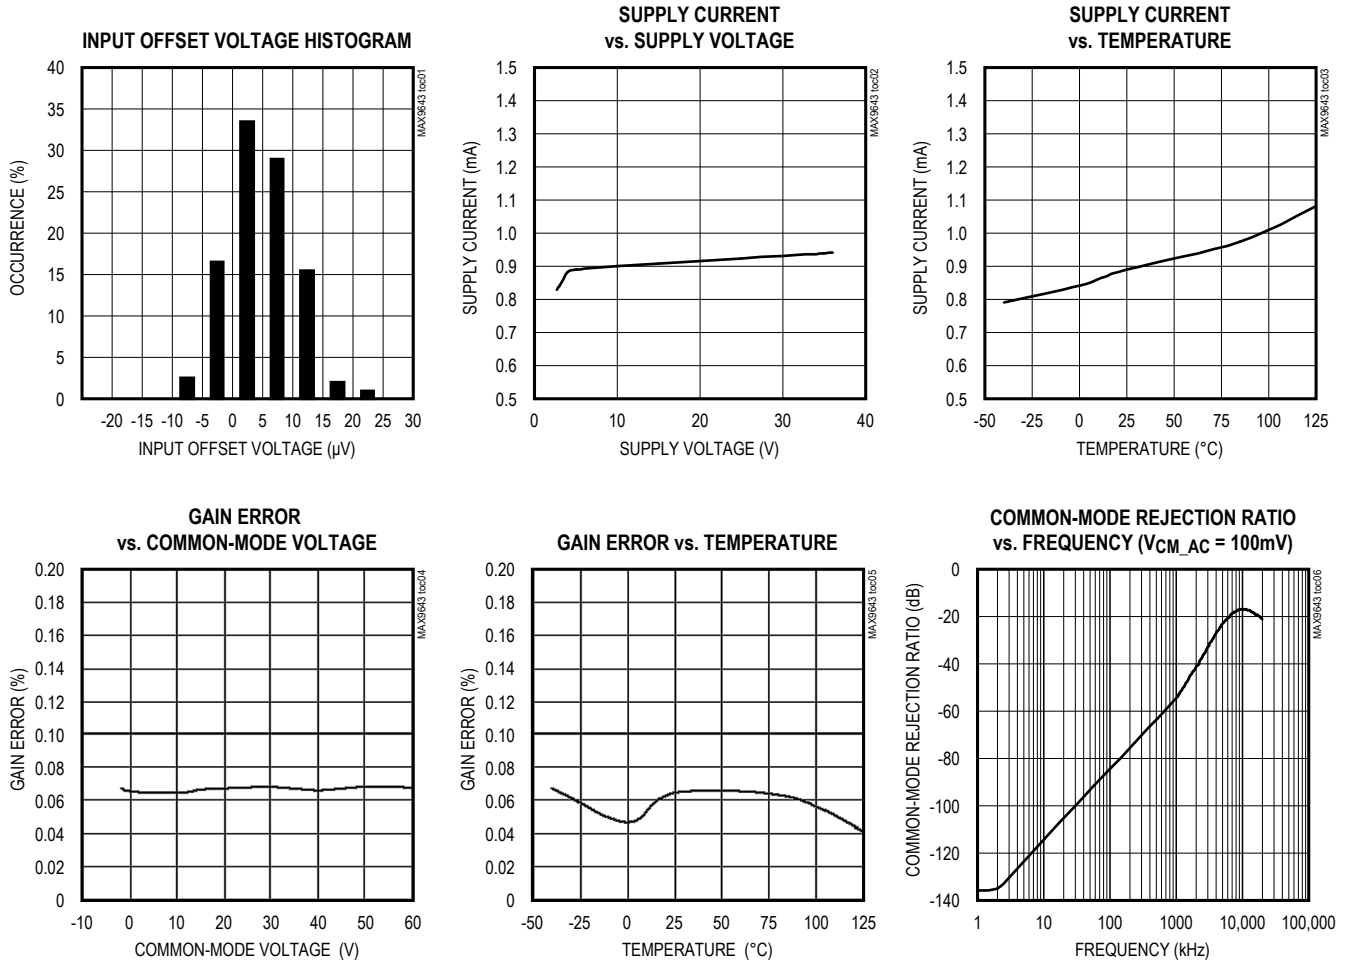 INPUT OFFSET VOLTAGE HISTOGRAM
40
35
30
25
20
15
10
5
0
OCCURRENCE (%)
-20 -15 -10 -5 0 5 10 15 20 25 30
INPUT OFFSET VOLTAGE (µV)
MAX9643 toc01
SUPPLY CURRENT
vs. SUPPLY VOLTAGE
1.5
1.4
1.3
1.2
1.1
1.0
0.9
0.8
0.7
0.6
0.5
SUPPLY CURRENT (mA)
0 10 20 30 40
SUPPLY VOLTAGE (V)
MAX9643 toc02
SUPPLY CURRENT
vs. TEMPERATURE
1.5
1.4
1.3
1.2
1.1
1.0
0.9
0.8
0.7
0.6
0.5
SUPPLY CURRENT (mA)
-50 -25 0 25 50 75 100 125
TEMPERATURE (°C)
MAX9643 toc03
GAIN ERROR
vs. COMMON-MODE VOLTAGE
0.20
0.18
0.16
0.14
0.12
0.10
0.08
0.06
0.04
0.02
0
GAIN ERROR (%)
-10 0 10 20 30 40 50 60
COMMON-MODE VOLTAGE (V)
MAX9643 toc04
GAIN ERROR vs. TEMPERATURE
0.20
0.18
0.16
0.14
0.12
0.10
0.08
0.06
0.04
0.02
0
GAIN ERROR (%)
-50 -25 0 25 50 75 100 125
TEMPERATURE (°C)
MAX9643 toc05
COMMON-MODE REJECTION RATIO
vs. FREQUENCY (VCM_AC = 100mV)
0
-20
-40
-60
-80
-100
-120
-140
COMMON-MODE REJECTION RATIO (dB)
1 10 100 1000 10,000 100,000
FREQUENCY (kHz)
MAX9643 toc06